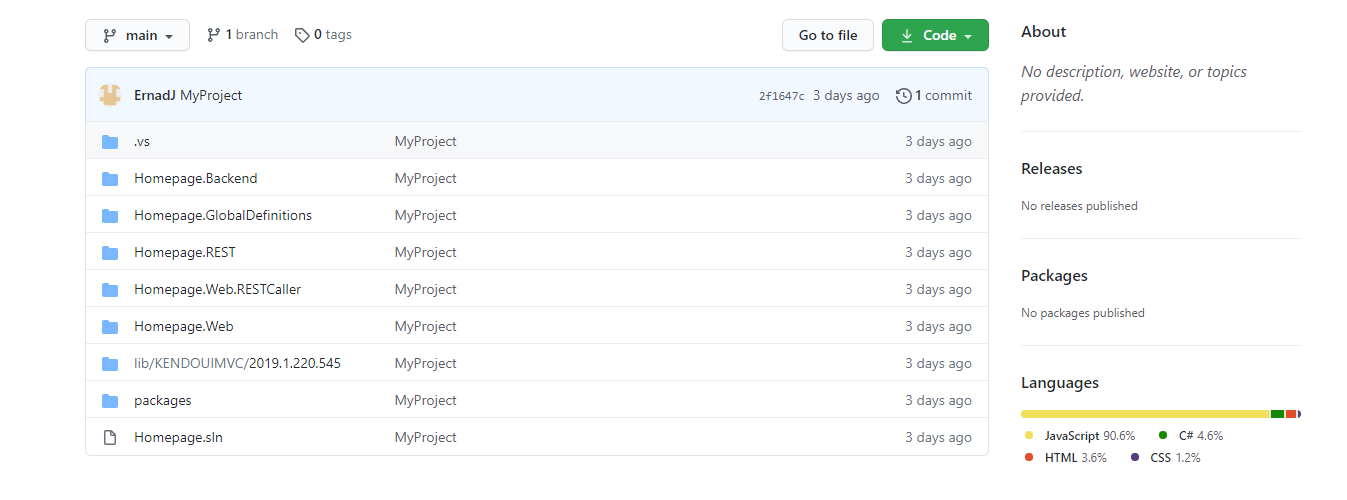 main
1 branch
0 tags
Go to file
Code
ErnadJ MyProject
2f1647c 3 days ago
1 commit
.vs MyProject 3 days ago
Homepage.Backend MyProject 3 days ago
Homepage.GlobalDefinitions MyProject 3 days ago
Homepage.REST MyProject 3 days ago
Homepage.Web.RESTCaller MyProject 3 days ago
Homepage.Web MyProject 3 days ago
lib/KENDOUIMVC/2019.1.220.545 MyProject 3 days ago
packages MyProject 3 days ago
Homepage.sln MyProject 3 days ago
About
No description, website, or topics
provided.
Releases
No releases published
Packages
No packages published
Languages
JavaScript 90.6% C# 4.6%
HTML 3.6% CSS 1.2%